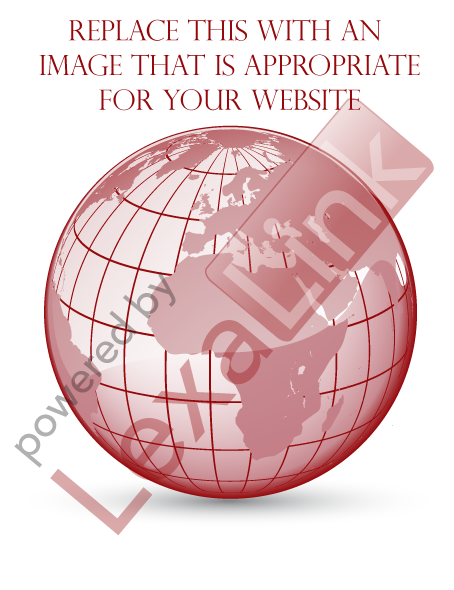 REPLACE THIS WITH AN
IMAGE THAT IS APPROPRIATE
FOR YOUR WEBSITE
powered by
LexaLink